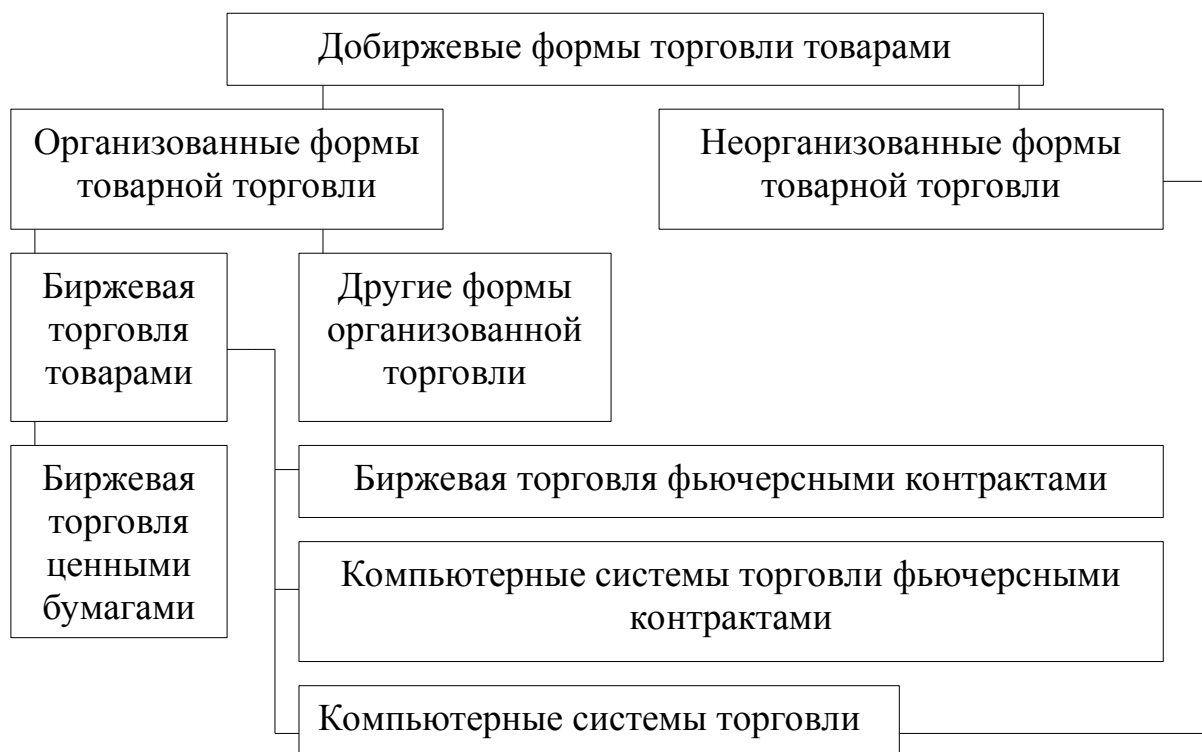 Добиржевые формы торговли товарами
Организованные формы
товарной торговли
Неорганизованные формы
товарной торговли
Биржевая
торговля
товарами
Другие формы
организованной
торговли
Биржевая
торговля
ценными
бумагами
Биржевая торговля фьючерсными контрактами
Компьютерные системы торговли фьючерсными
контрактами
Компьютерные системы торговли